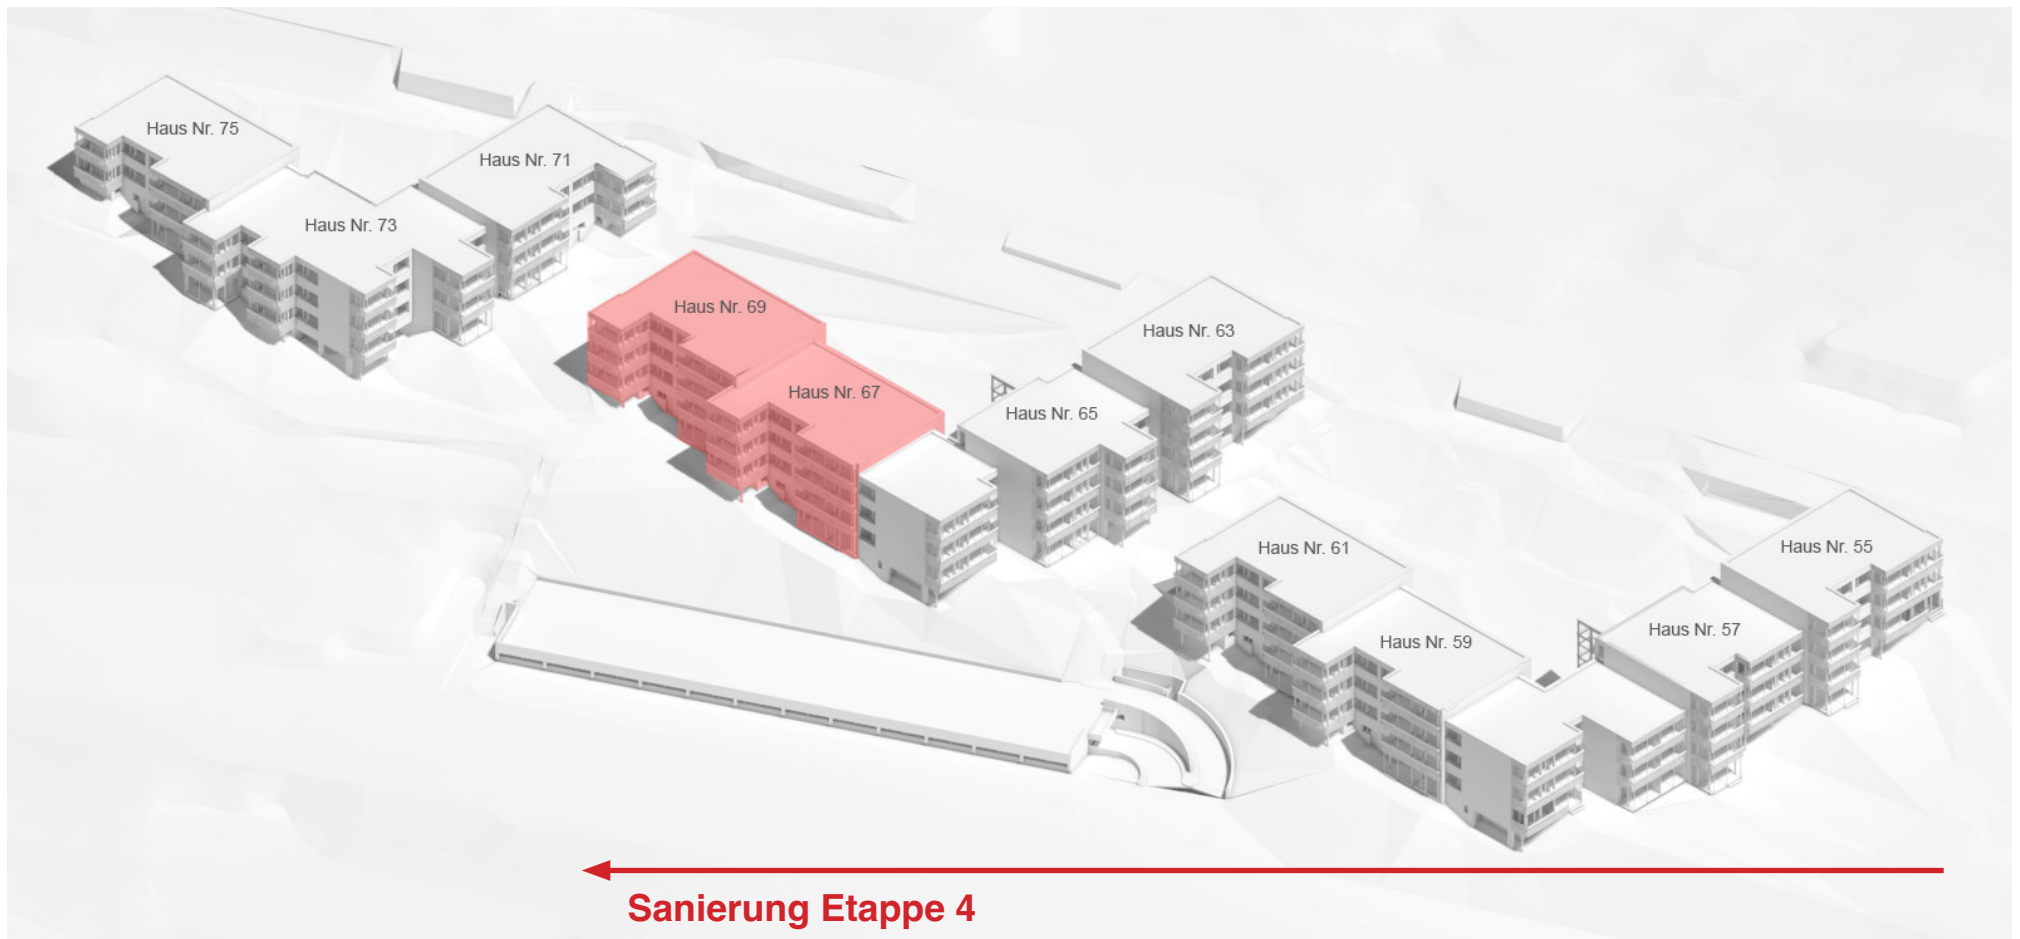 Haus Nr. 75
Haus Nr. 71
Haus Nr. 73
Haus Nr. 69
Haus Nr. 67
Haus Nr. 63
Haus Nr. 65
Haus Nr. 61
Haus Nr. 59
Haus Nr. 55
Haus Nr. 57
Sanierung Etappe 4